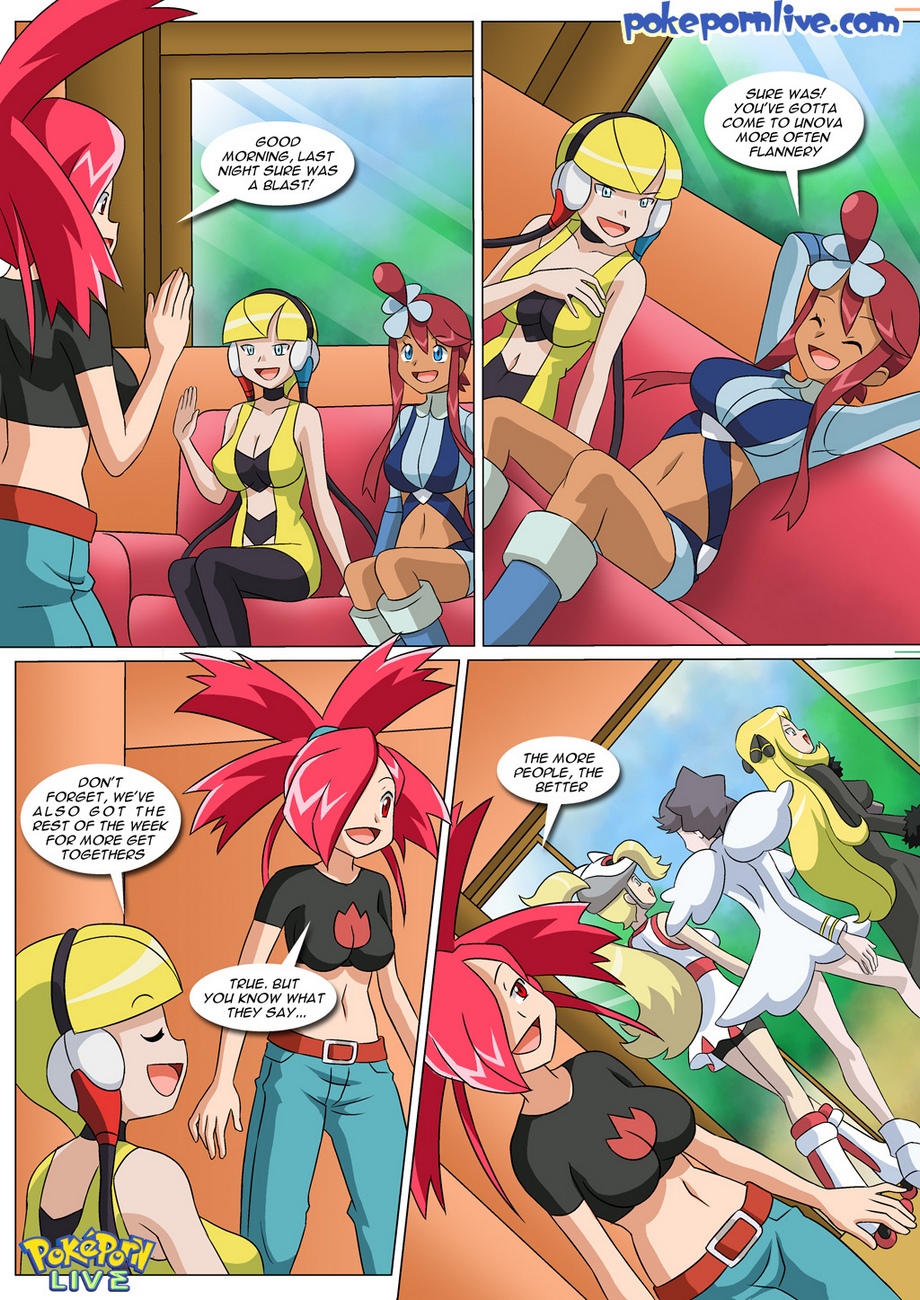 pokepornlive.com
GOOD
MORNING, LAST
NIGHT SURE WAS
A BLAST!
SURE WAS!
YOU'VE GOTTA
COME TO UNOVA
MORE OFTEN
FLANNERY
DON'T
FORGET, WE'VE
ALSO GOT THE
REST OF THE WEEK
FOR MORE GET
TOGETHERS
TRUE. BUT
YOU KNOW WHAT
THEY SAY...
THE MORE
PEOPLE, THE
BETTER
POKéPORN
LIVE